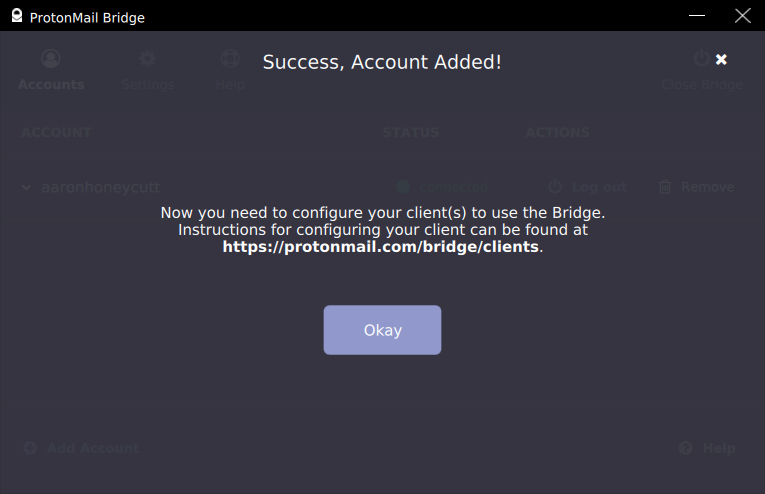 ProtonMail Bridge
Success, Account Added!
Accounts Settings Help Close Bridge
ACCOUNT STATUS ACTIONS
aaronhoneycutt connected Log out Remove
Now you need to configure your client(s) to use the Bridge.
Instructions for configuring your client can be found at
https://protonmail.com/bridge/clients.
Okay
Add Account Help